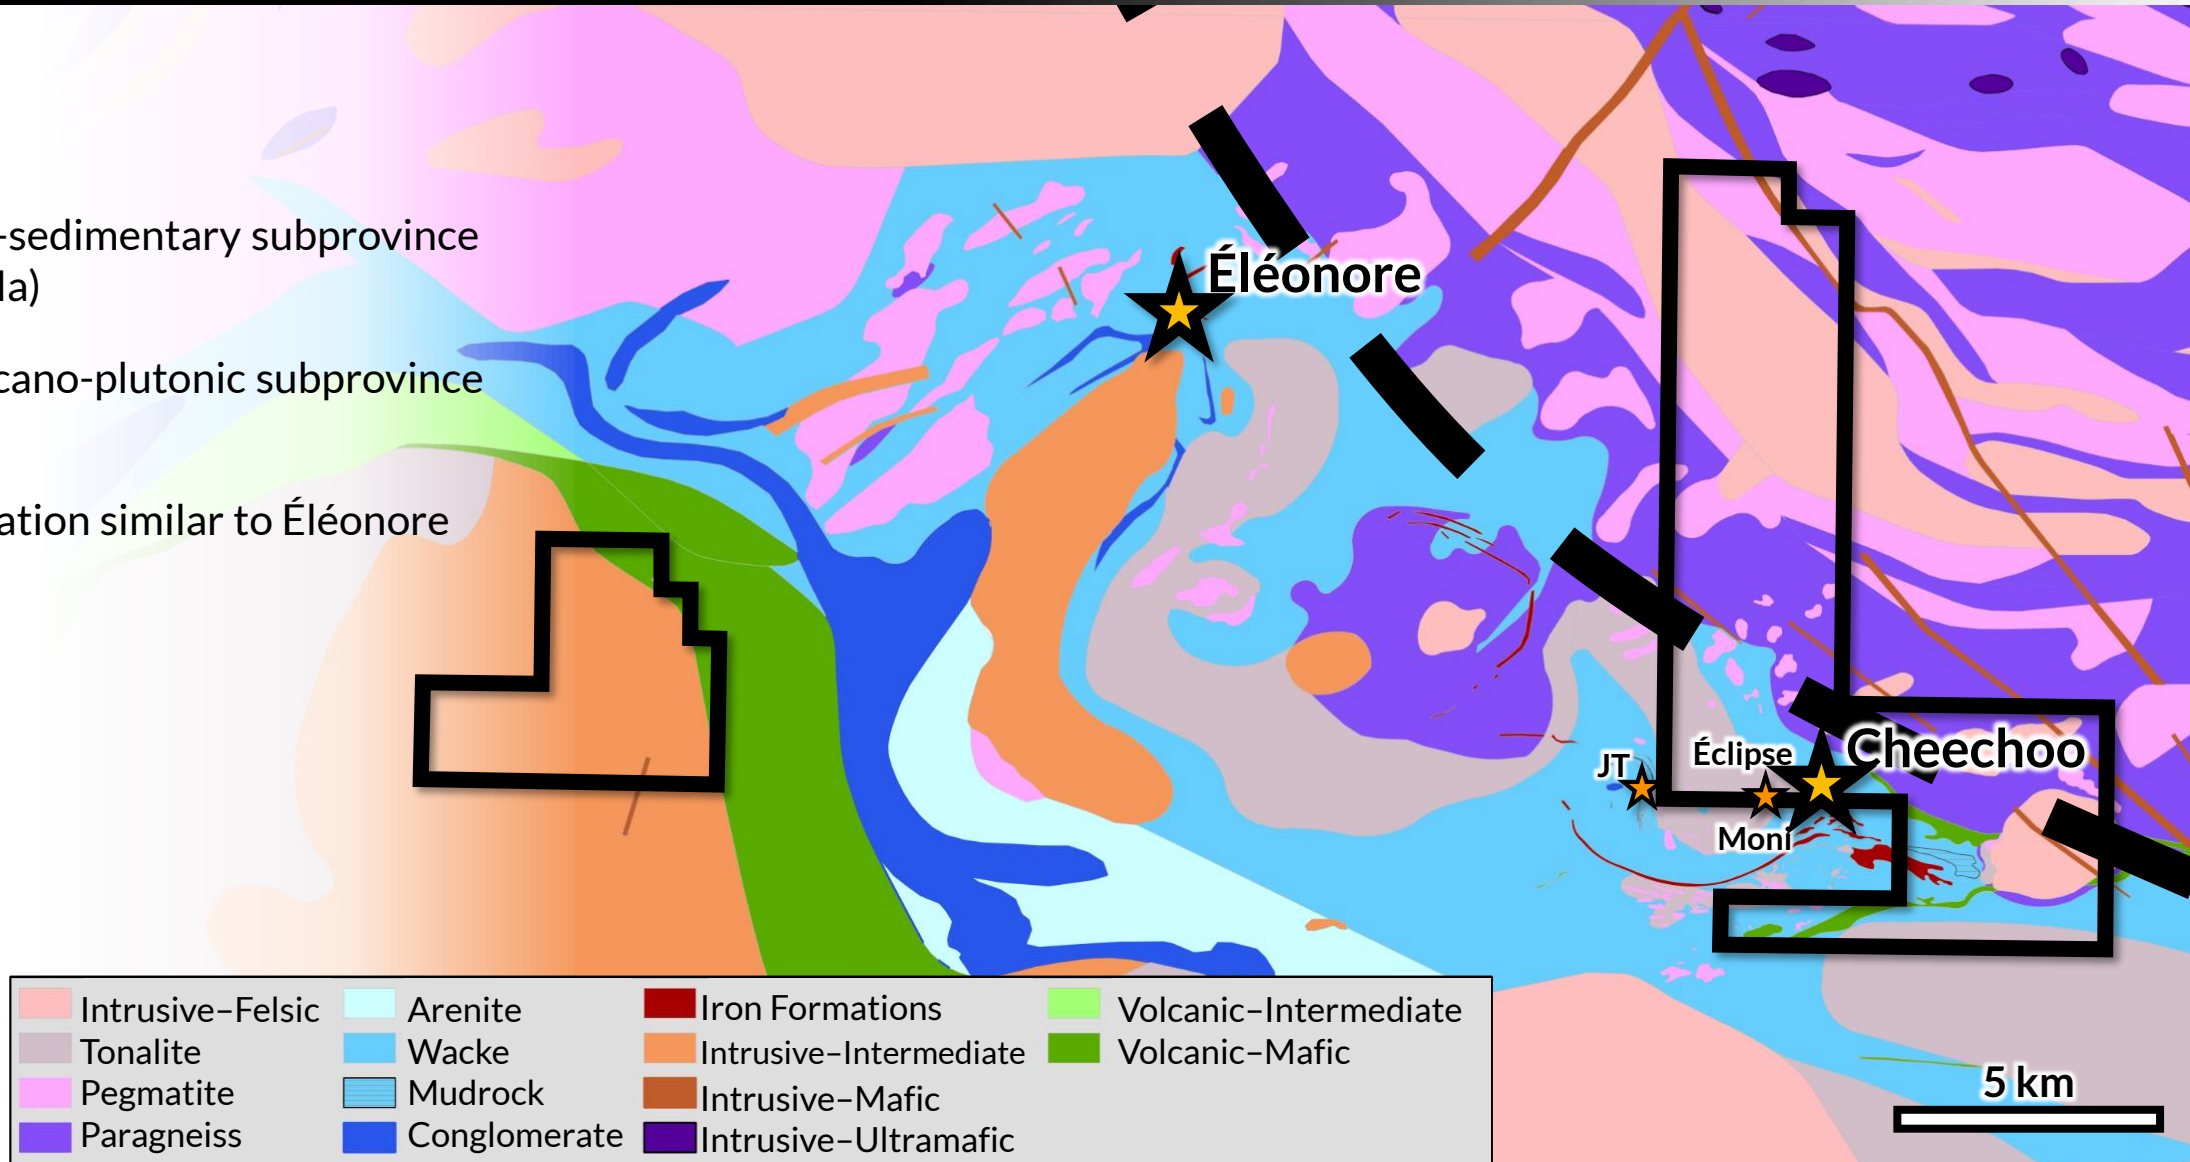 -sedimentary subprovince
la)
cano-plutonic subprovince
ation similar to Éléonore
Éléonore
Cheechoo
Éclipse
JT
Moni
5 km
Intrusive–Felsic
Tonalite
Pegmatite
Paragneiss
Arenite
Wacke
Mudrock
Conglomerate
Iron Formations
Intrusive–Intermediate
Intrusive–Mafic
Intrusive–Ultramafic
Volcanic–Intermediate
Volcanic–Mafic